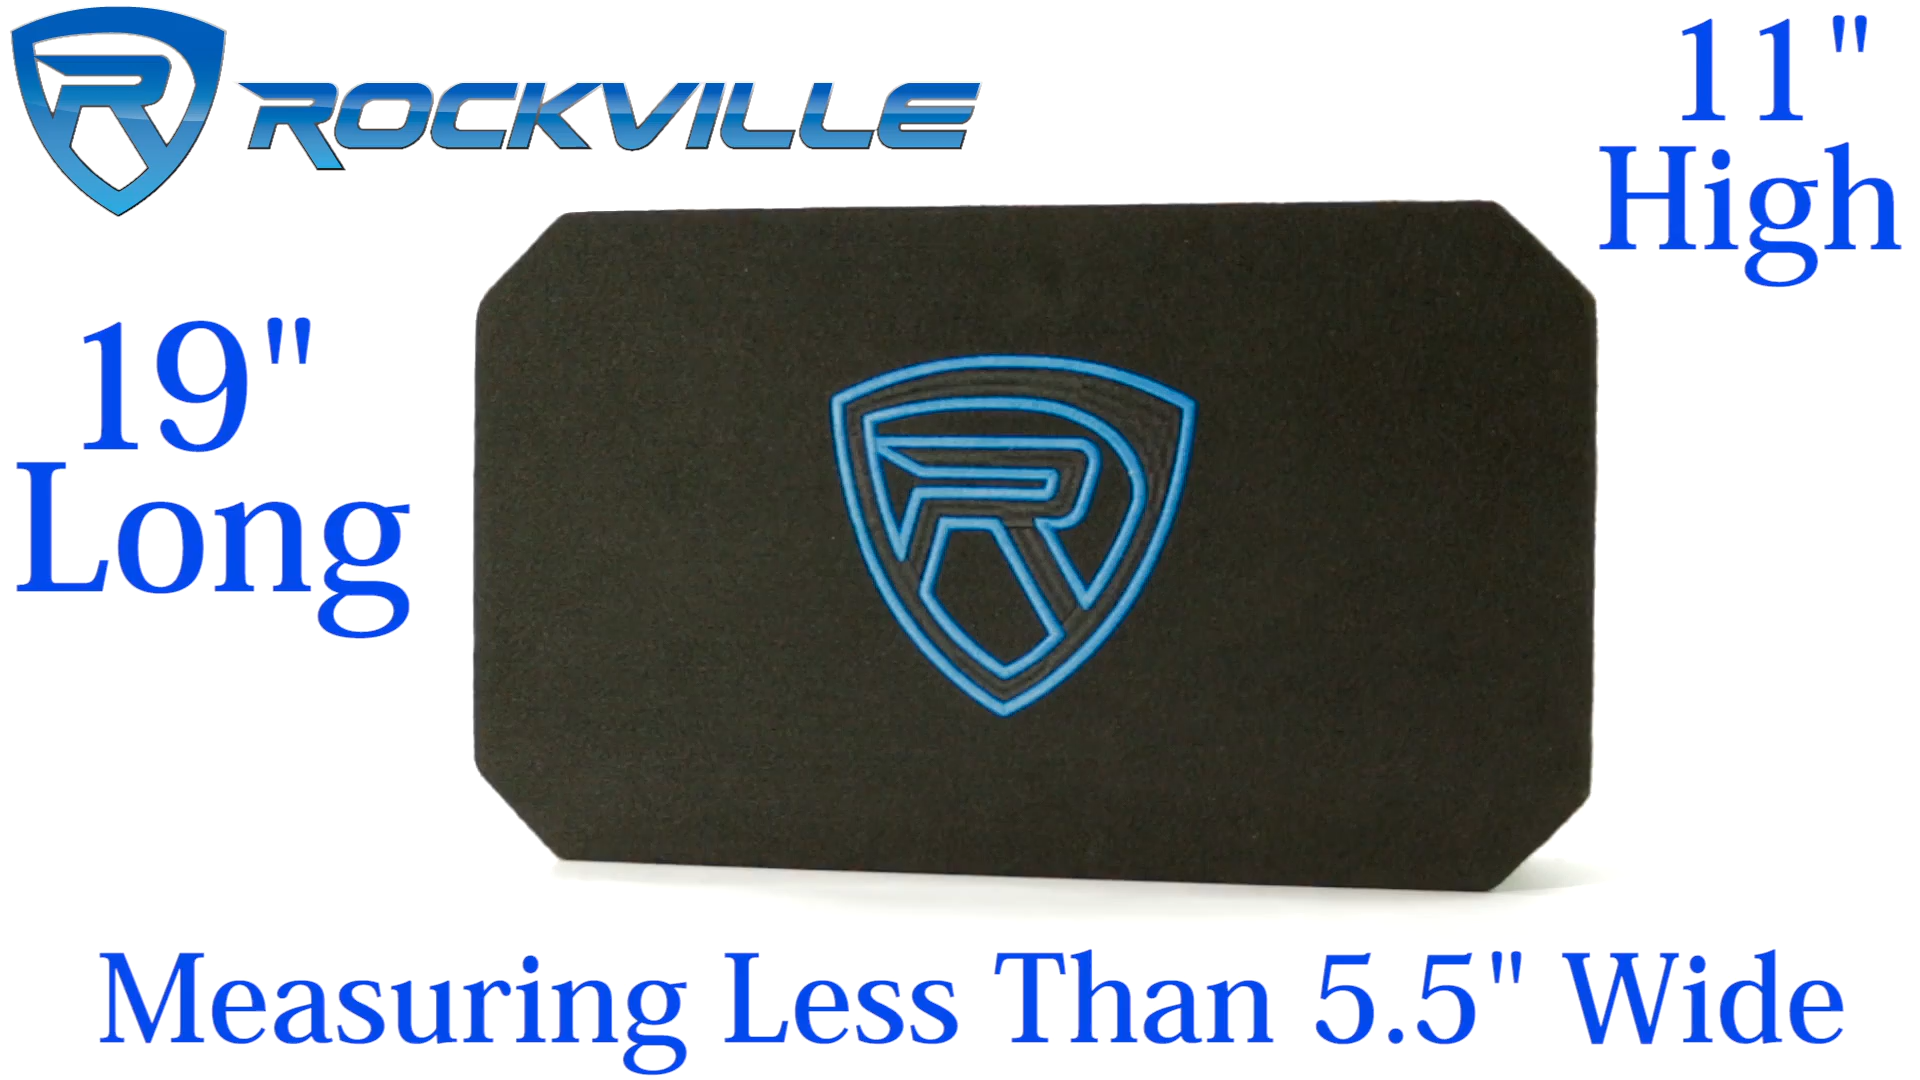 ROCKVILLE
11"
High
19"
Long
Measuring Less Than 5.5" Wide